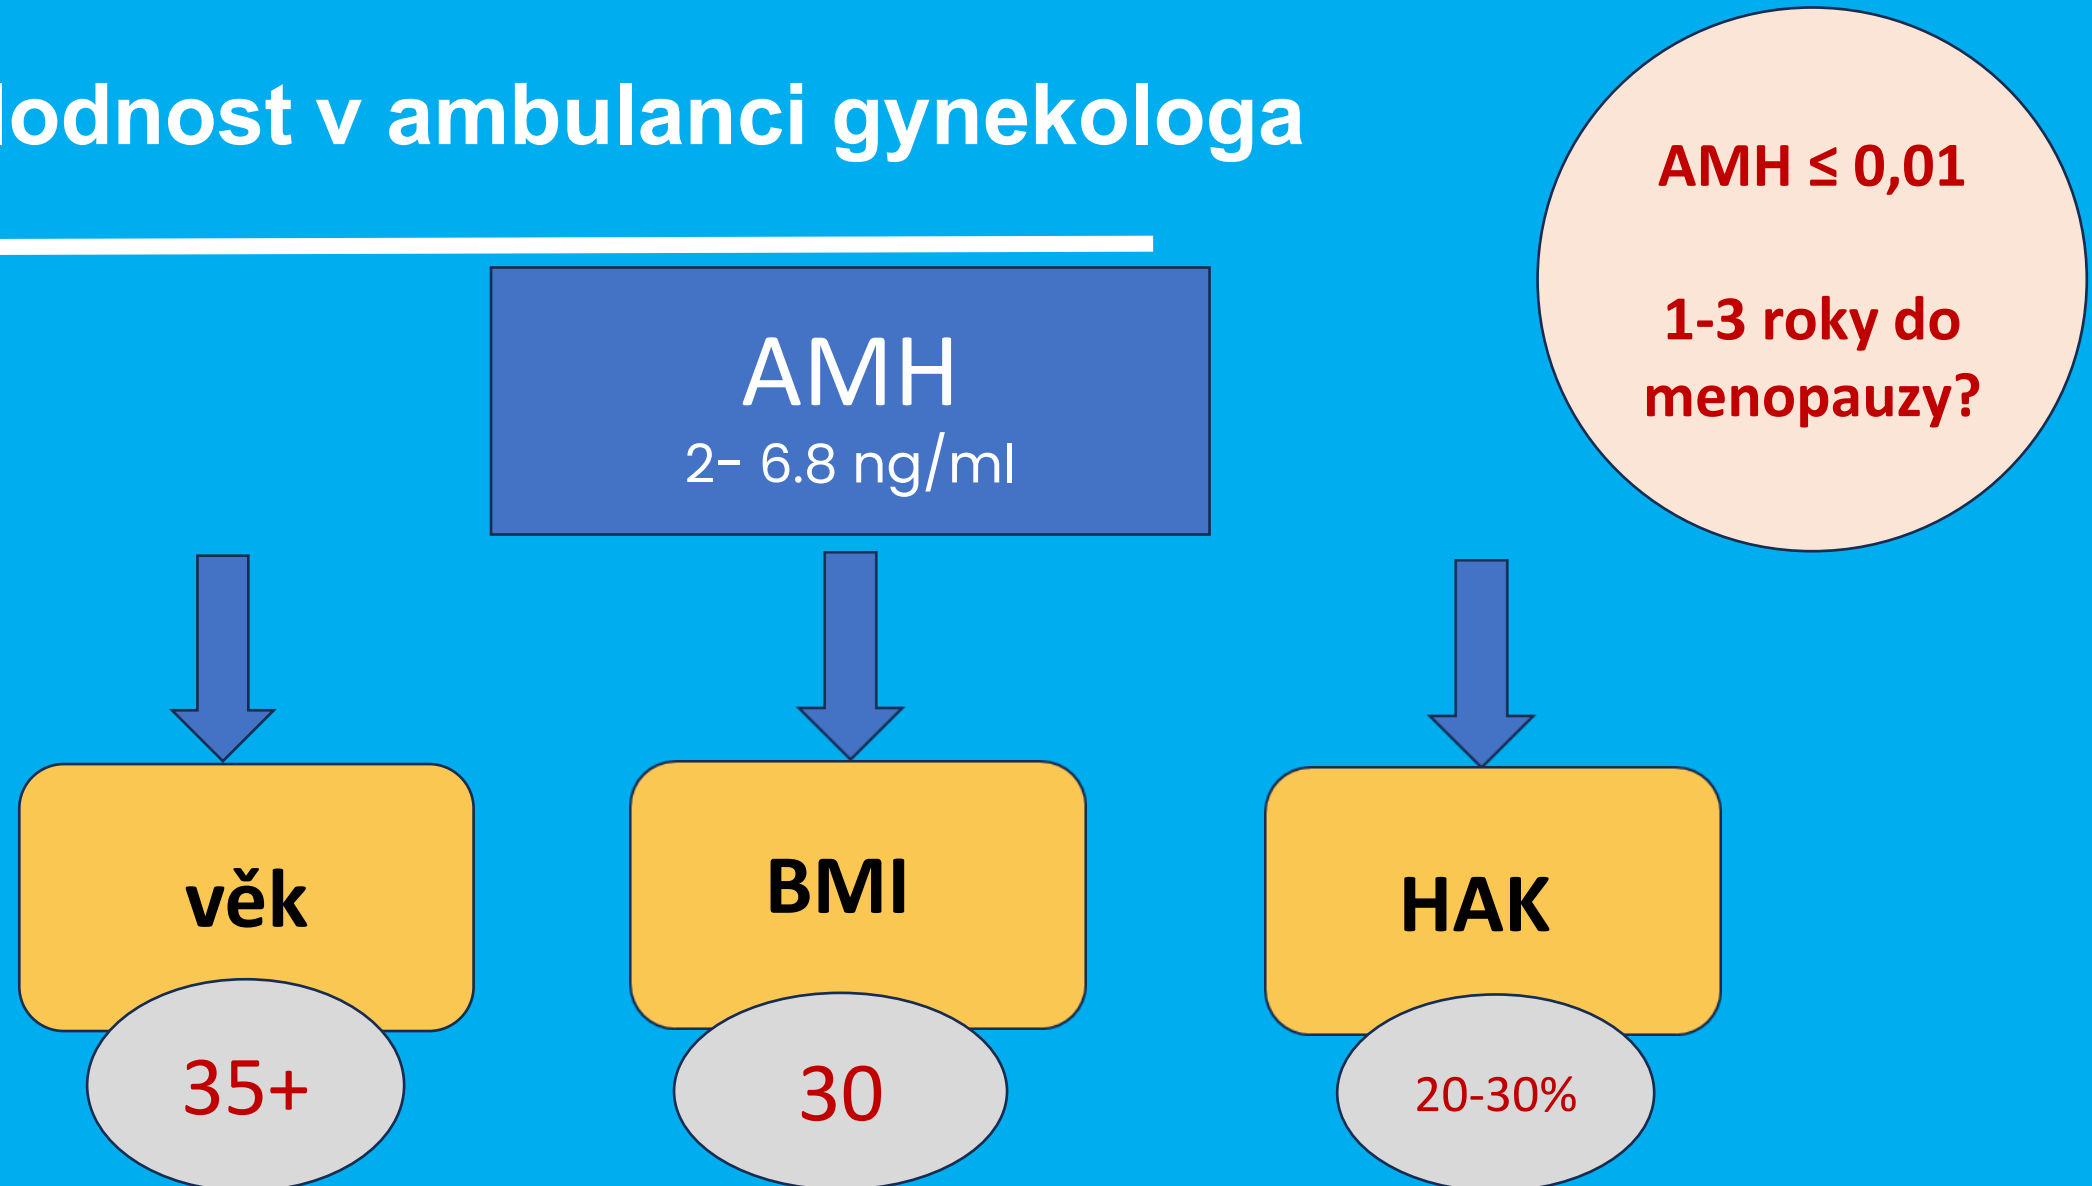 lodnost v ambulanci gynekologa
AMH ≤ 0,01
1-3 roky do
menopauzy?
AMH
2- 6.8 ng/ml
věk
BMI
HAK
35+
30
20-30%